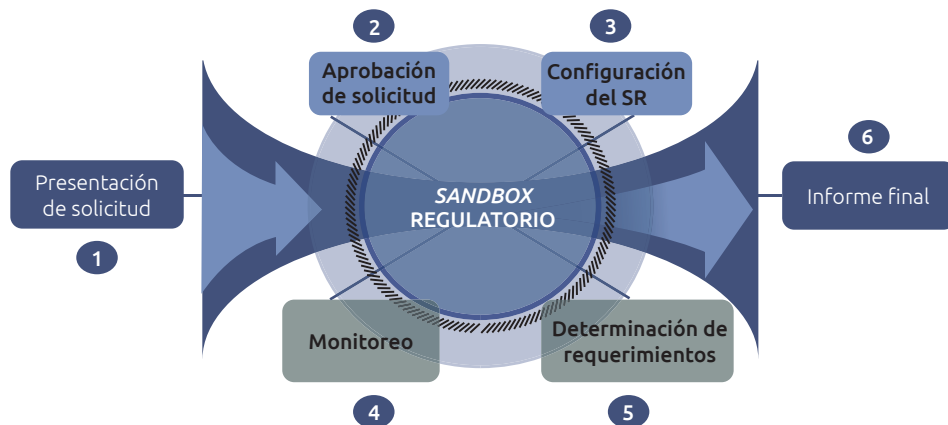 1
Presentación
de solicitud
2
Aprobación
de solicitud
3
Configuración
del SR
SANDBOX
REGULATORIO
4
Monitoreo
5
Determinación de
requerimientos
6
Informe final